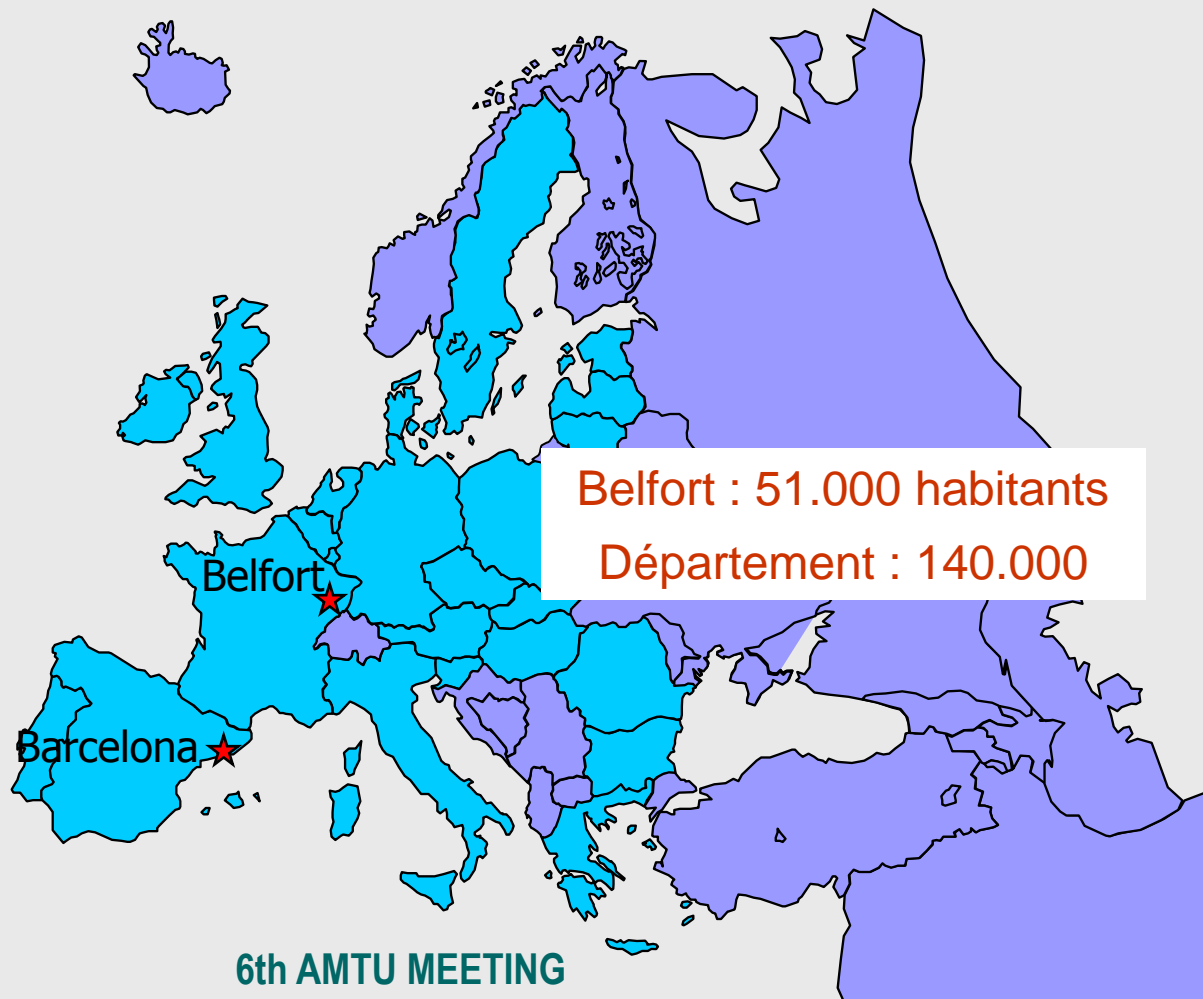 Belfort : 51.000 habitants
Département : 140.000
Belfort
Barcelona
6th AMTU MEETING